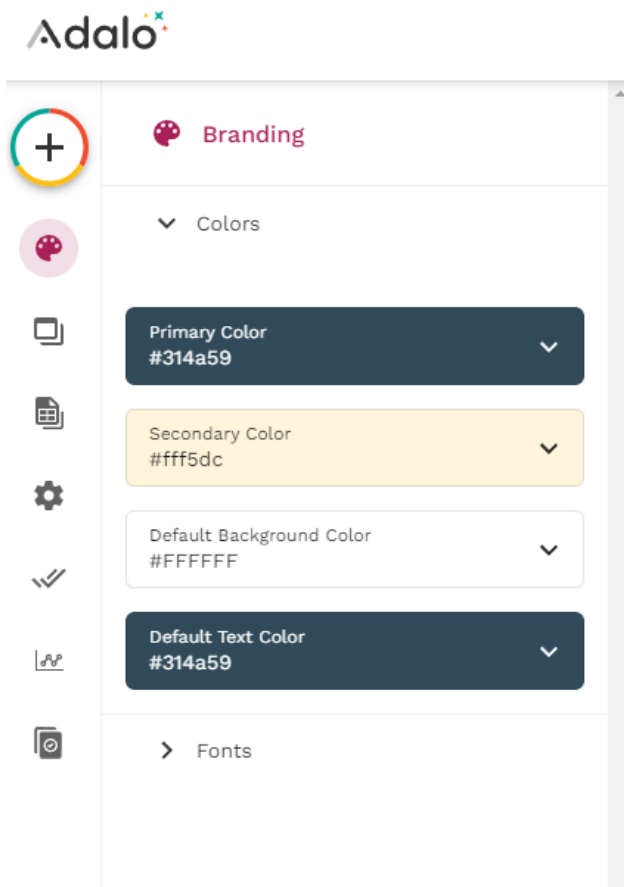 Adalo
Branding
Colors
Primary Color
#314a59
Secondary Color
#fff5dc
Default Background Color
#FFFFFF
Default Text Color
#314a59
Fonts